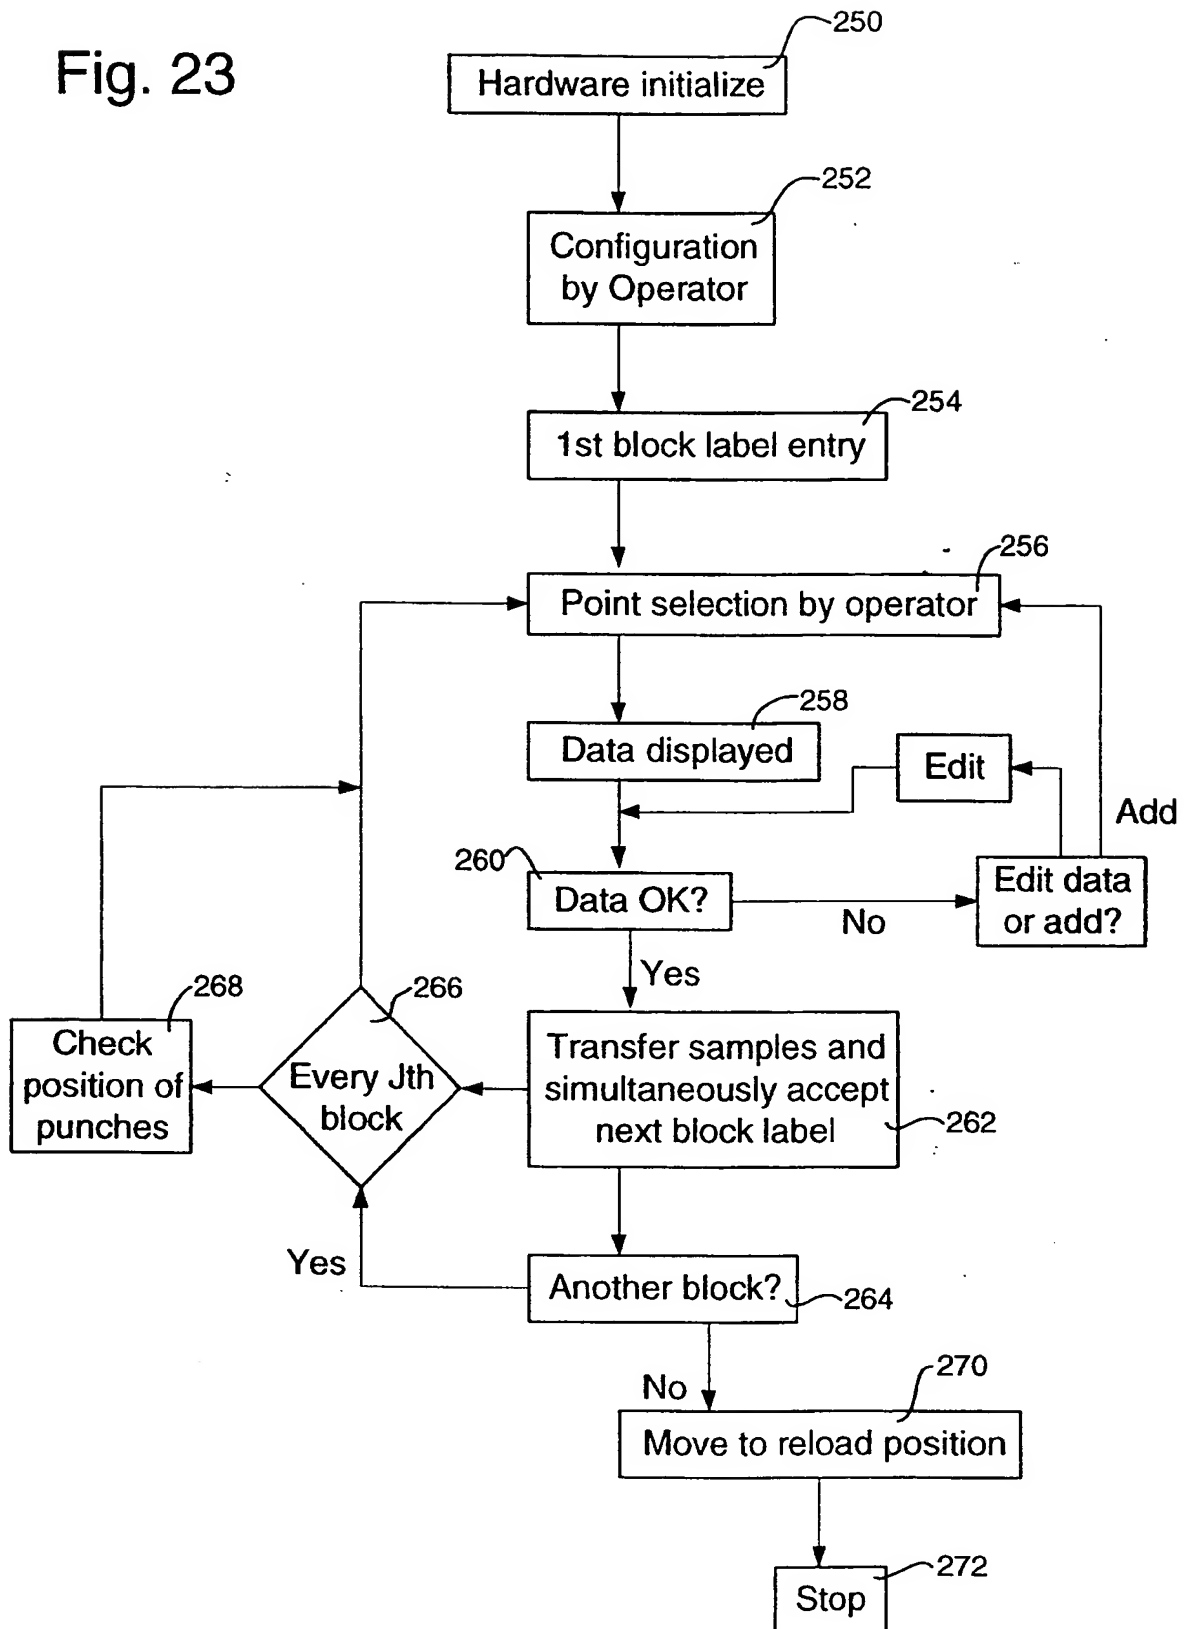 Fig. 23
250
Hardware initialize
252
Configuration
by Operator
254
1st block label entry
256
Point selection by operator
258
Data displayed
Edit
Add
260
Data OK?
No
Edit data
or add?
Yes
268
266
Check
position of
punches
Every Jth
block
Transfer samples and
simultaneously accept
next block label
262
Yes
Another block?
264
No
270
Move to reload position
272
Stop